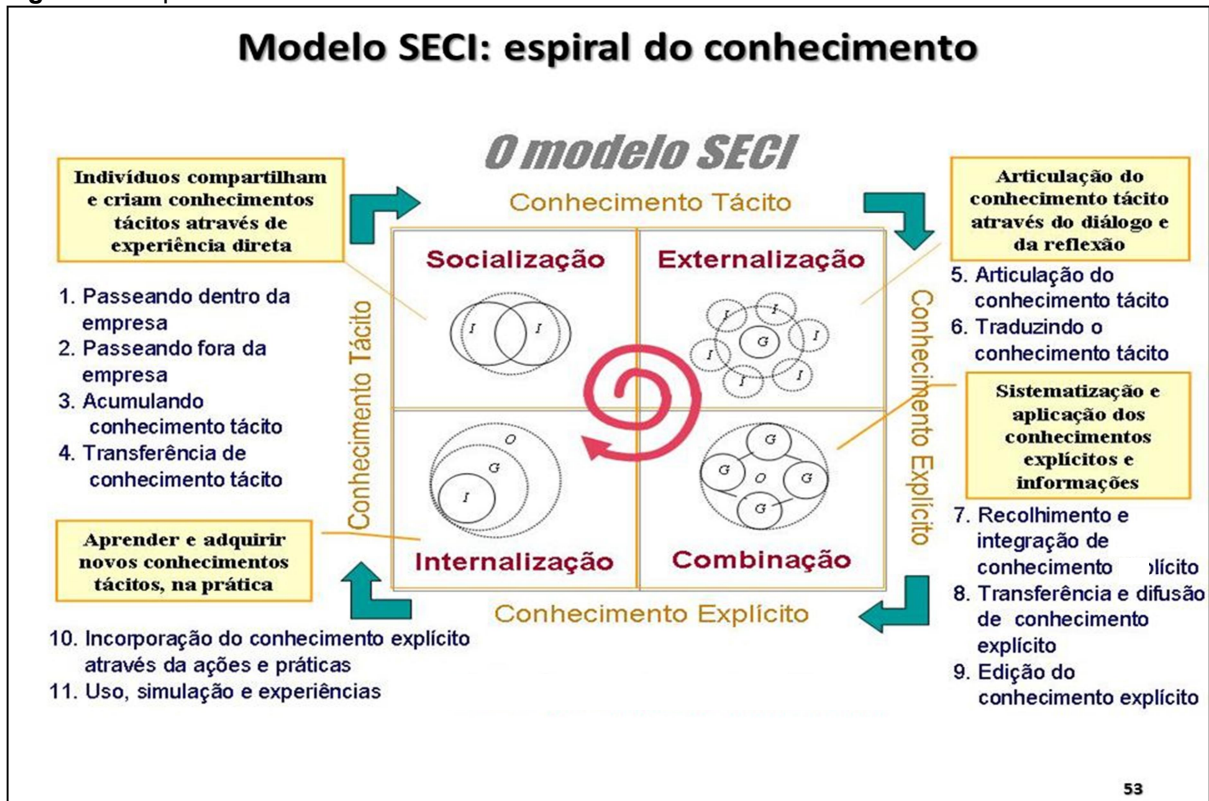 Modelo SECI: espiral do conhecimento
O modelo SECI
Indivíduos compartilham
e criam conhecimentos
tácitos através de
experiência direta
Conhecimento Tácito
Articulação do
conhecimento tácito
através do diálogo e
da reflexão
1. Passeando dentro da
empresa
2. Passeando fora da
empresa
3. Acumulando
conhecimento tácito
4. Transferência de
conhecimento tácito
Conhecimento Tácito
Socialização
I I
Externalização
I I I I I I G
5. Articulação do
conhecimento tácito
6. Traduzindo o
conhecimento tácito
Conhecimento Explícito
Sistematização e
aplicação dos
conhecimentos
explícitos e
informações
O
G
I
Internalização
G
G O G
G
Combinação
7. Recolhimento e
integração de
conhecimento plícito
8. Transferência e difusão
de conhecimento
explícito
9. Edição do
conhecimento explícito
Aprender e adquirir
novos conhecimentos
tácitos, na prática
Conhecimento Explícito
10. Incorporação do conhecimento explícito
através da ações e práticas
11. Uso, simulação e experiências
53